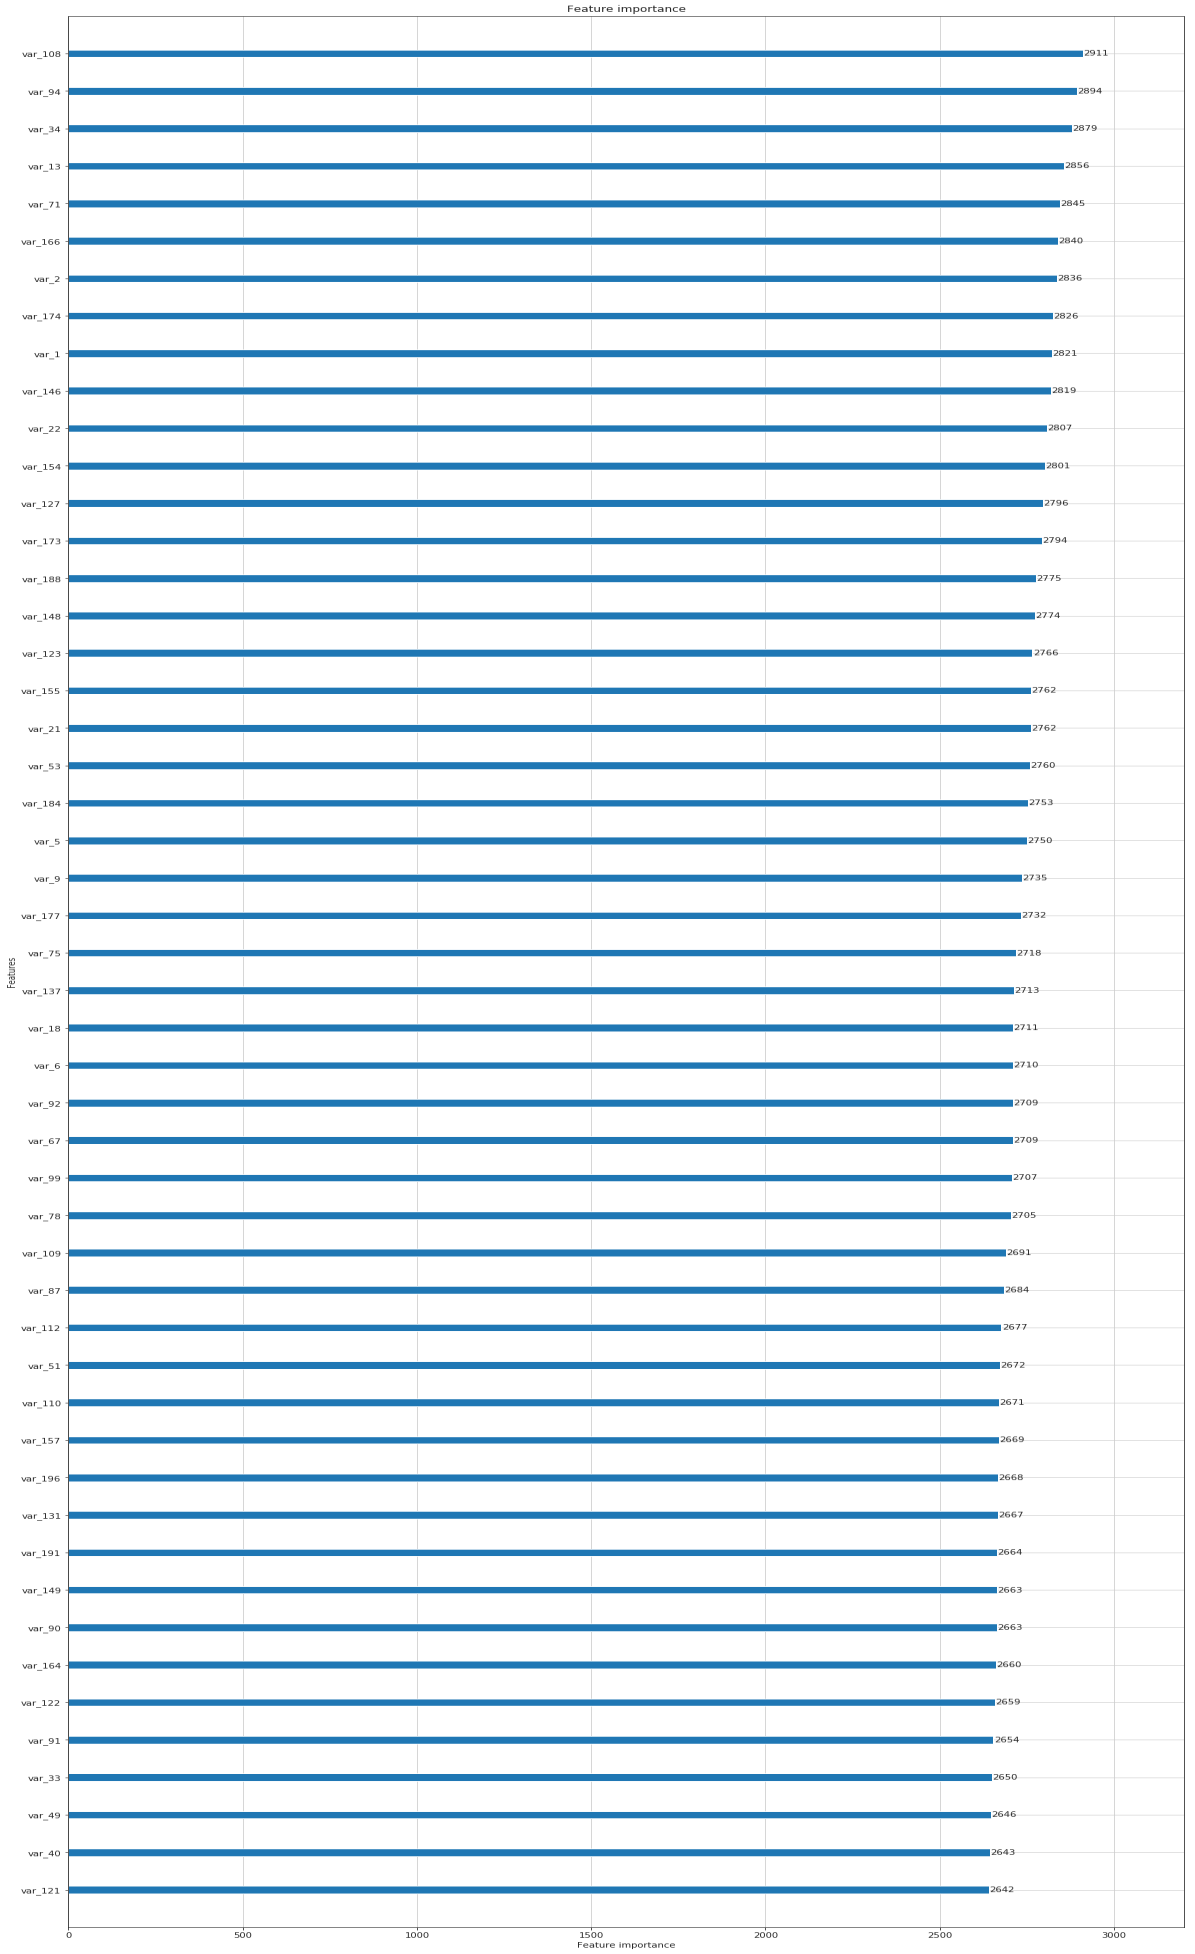 Feature importance
var_108 2911
var_94 2894
var_34 2879
var_13 2856
var_71 2845
var_166 2840
var_2 2836
var_174 2826
var_1 2821
var_146 2819
var_22 2807
var_154 2801
var_127 2796
var_173 2794
var_188 2775
var_148 2774
var_123 2766
var_155 2762
var_21 2762
var_53 2760
var_184 2753
var_5 2750
var_9 2735
var_177 2732
var_75 2718
Features
var_137 2713
var_18 2711
var_6 2710
var_92 2709
var_67 2709
var_99 2707
var_78 2705
var_109 2691
var_87 2684
var_112 2677
var_51 2672
var_110 2671
var_157 2669
var_196 2668
var_131 2667
var_191 2664
var_149 2663
var_90 2663
var_164 2660
var_122 2659
var_91 2654
var_33 2650
var_49 2646
var_40 2643
var_121 2642
0 500 1000 1500 2000 2500 3000
Feature importance